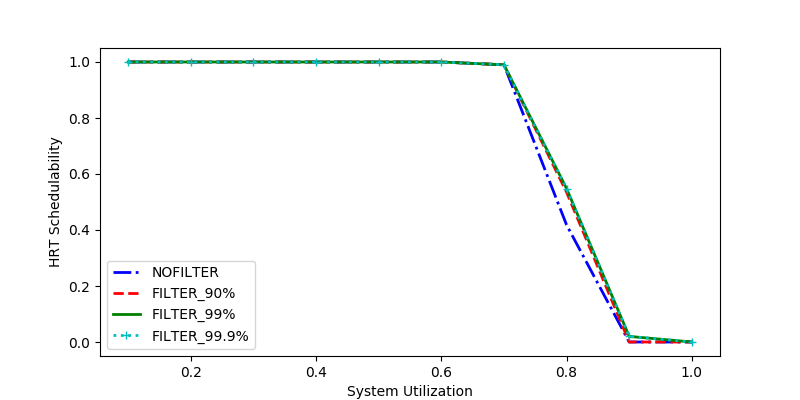 1.0
0.8
0.6
0.4
0.2
0.0
HRT Schedulability
NOFILTER
FILTER_90%
FILTER_99%
FILTER_99.9%
0.2 0.4 0.6 0.8 1.0
System Utilization